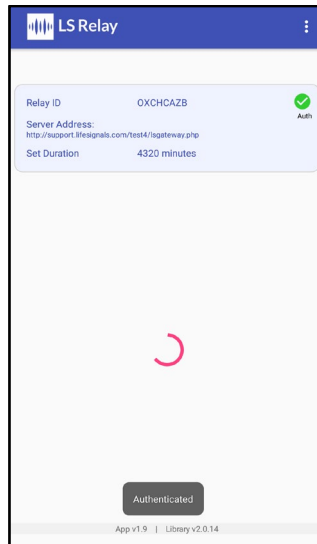 LS Relay
Relay ID OXCHCAZB
Auth
Server Address:
http://support.lifesignals.com/test4/lsgateway.php
Set Duration 4320 minutes
Authenticated
App v1.9 | Library v2.0.14